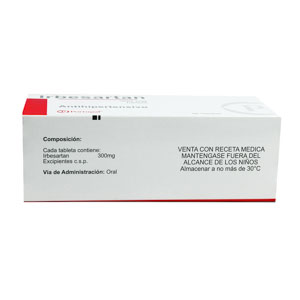 Irbesartan
Antihipertensivo
Composición:
Cada tableta contiene:
Irbesartan 300mg
Excipientes c.s.p.
Vía de Administración: Oral
VENTA CON RECETA MEDICA
MANTENGASE FUERA DEL
ALCANCE DE LOS NIÑOS
Almacenar a no más de 30°C